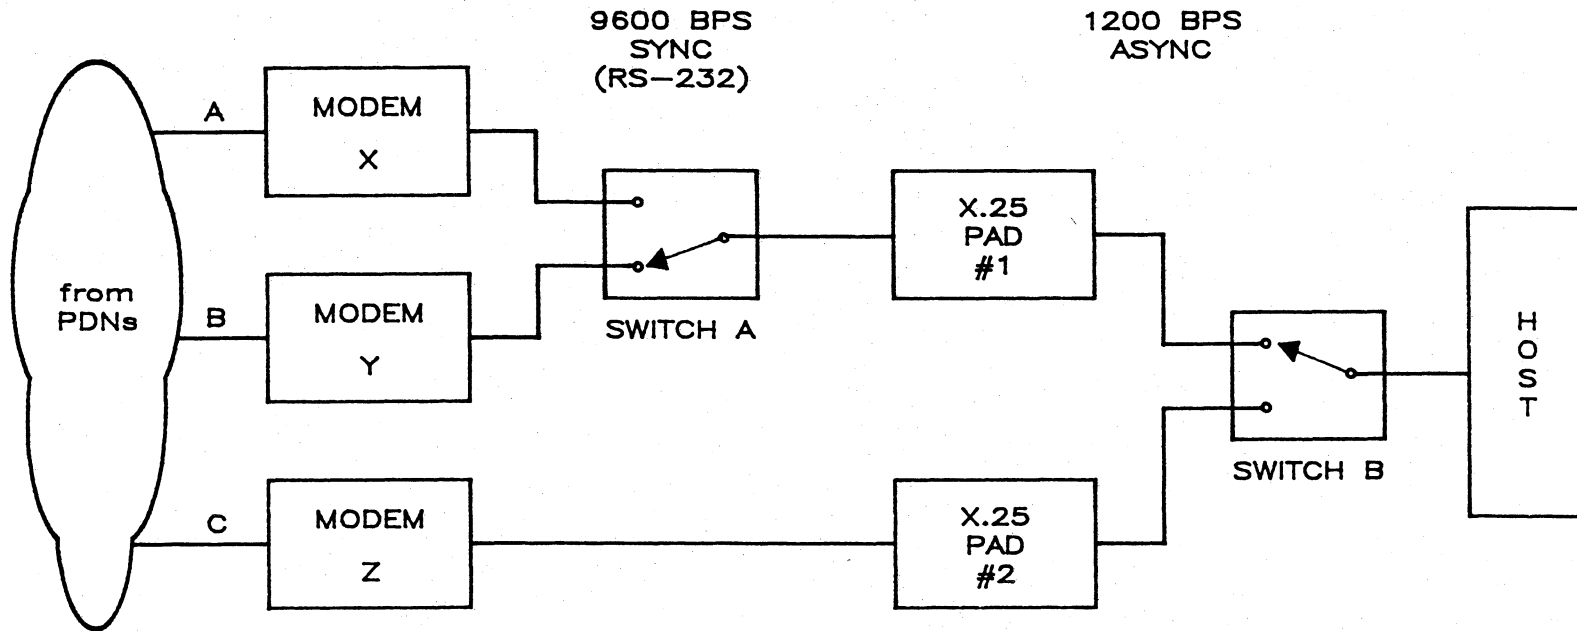 9600 BPS
SYNC
(RS-232)
1200 BPS
ASYNC
A
MODEM
X
from
PDNs
B
MODEM
Y
SWITCH A
X.25
PAD
#1
C
MODEM
Z
X.25
PAD
#2
SWITCH B
H
O
S
T